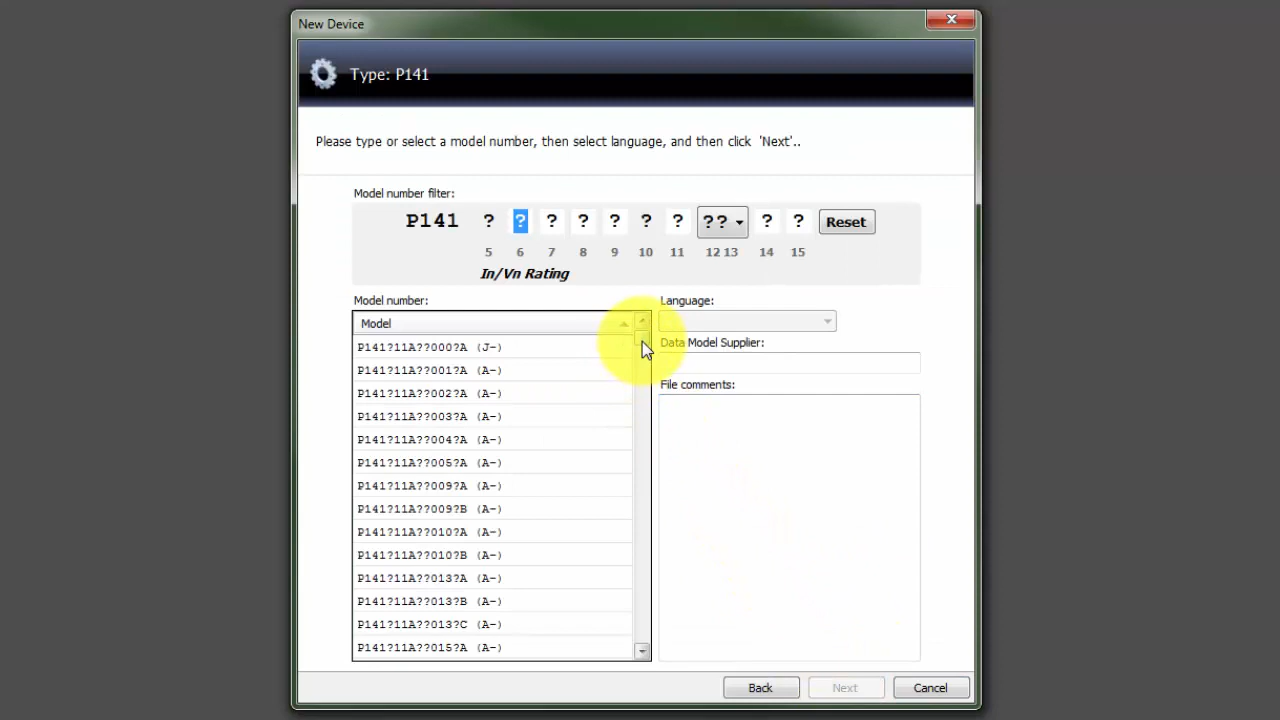 New Device
Type: P141
Please type or select a model number, then select language, and then click 'Next'..
Model number filter:
P141 ? ? ? ? ? ? ? ?? ? ? Reset
5 6 7 8 9 10 11 12 13 14 15
In/Vn Rating
Model number:
Model
P141?11A??000?A (J-)
P141?11A??001?A (A-)
P141?11A??002?A (A-)
P141?11A??003?A (A-)
P141?11A??004?A (A-)
P141?11A??005?A (A-)
P141?11A??009?A (A-)
P141?11A??009?B (A-)
P141?11A??010?A (A-)
P141?11A??010?B (A-)
P141?11A??013?A (A-)
P141?11A??013?B (A-)
P141?11A??013?C (A-)
P141?11A??015?A (A-)
Language:
Data Model Supplier:
File comments:
Back Next Cancel